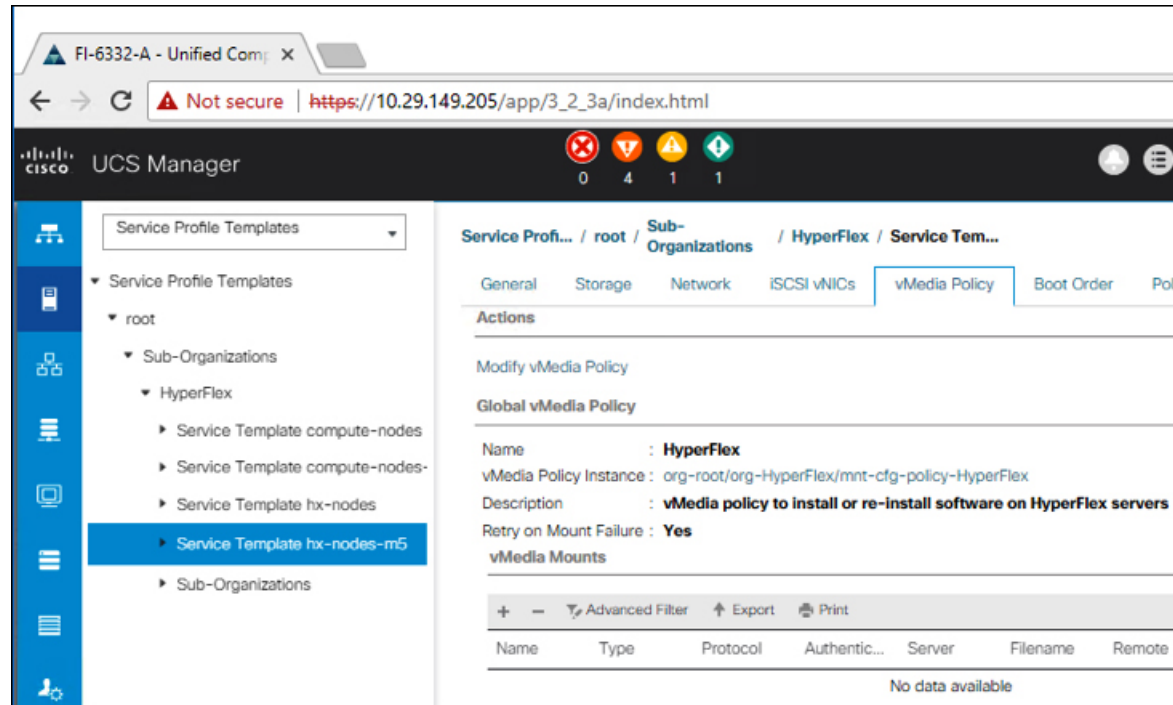 FI-6332-A - Unified Comp
Not secure | https://10.29.149.205/app/3_2_3a/index.html
cisco
UCS Manager
0 4 1 1
Service Profile Templates
Service Profile Templates
root
Sub-Organizations
HyperFlex
Service Template compute-nodes
Service Template compute-nodes-
Service Template hx-nodes
Service Template hx-nodes-m5
Sub-Organizations
Service Profi... / root / Sub-Organizations / HyperFlex / Service Tem...
General Storage Network iSCSI vNICs vMedia Policy Boot Order Pol
Actions
Modify vMedia Policy
Global vMedia Policy
Name : HyperFlex
vMedia Policy Instance : org-root/org-HyperFlex/mnt-cfg-policy-HyperFlex
Description : vMedia policy to install or re-install software on HyperFlex servers
Retry on Mount Failure : Yes
vMedia Mounts
+ − Advanced Filter Export Print
Name Type Protocol Authentic... Server Filename Remote
No data available